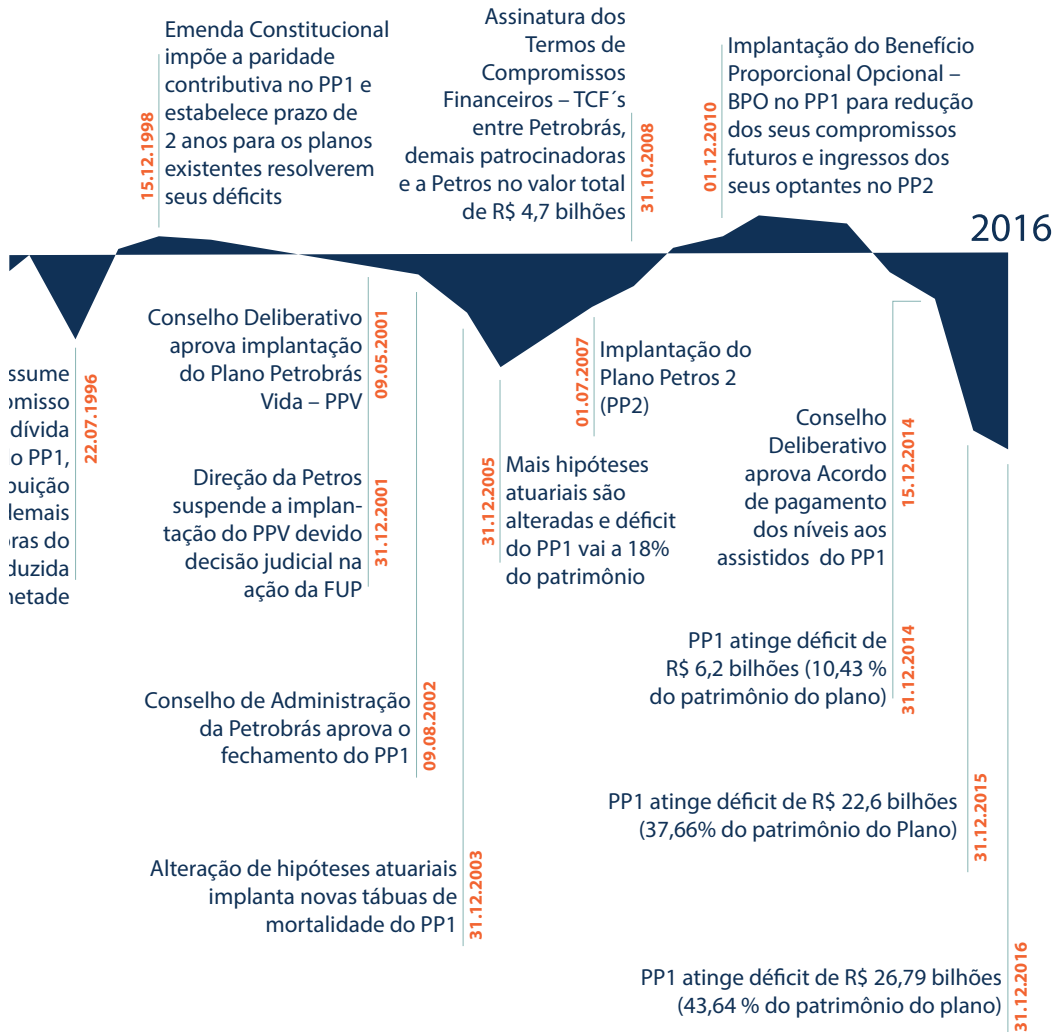 Emenda Constitucional
impõe a paridade
contributiva no PP1 e
estabelece prazo de
2 anos para os planos
existentes resolverem
seus déficits
15.12.1998
Assinatura dos
Termos de
Compromissos
Financeiros – TCF´s
entre Petrobrás,
demais patrocinadoras
e a Petros no valor total
de R$ 4,7 bilhões
31.10.2008
Implantação do Benefício
Proporcional Opcional –
BPO no PP1 para redução
dos seus compromissos
futuros e ingressos dos
seus optantes no PP2
01.12.2010
2016
dívida
o PP1,
22.07.1996
Conselho Deliberativo
aprova implantação
do Plano Petrobrás
Vida – PPV
09.05.2001
Direção da Petros
suspende a implan-
tação do PPV devido
decisão judicial na
ação da FUP
31.12.2001
Conselho de Administração
da Petrobrás aprova o
fechamento do PP1
09.08.2002
Alteração de hipóteses atuariais
implanta novas tábuas de
mortalidade do PP1
31.12.2003
Mais hipóteses
atuariais são
alteradas e déficit
do PP1 vai a 18%
do patrimônio
31.12.2005
Implantação do
Plano Petros 2
(PP2)
01.07.2007
Conselho
Deliberativo
aprova Acordo
de pagamento
dos níveis aos
assistidos do PP1
15.12.2014
PP1 atinge déficit de
R$ 6,2 bilhões (10,43 %
do patrimônio do plano)
31.12.2014
PP1 atinge déficit de R$ 22,6 bilhões
(37,66% do patrimônio do Plano)
31.12.2015
PP1 atinge déficit de R$ 26,79 bilhões
(43,64 % do patrimônio do plano)
31.12.2016